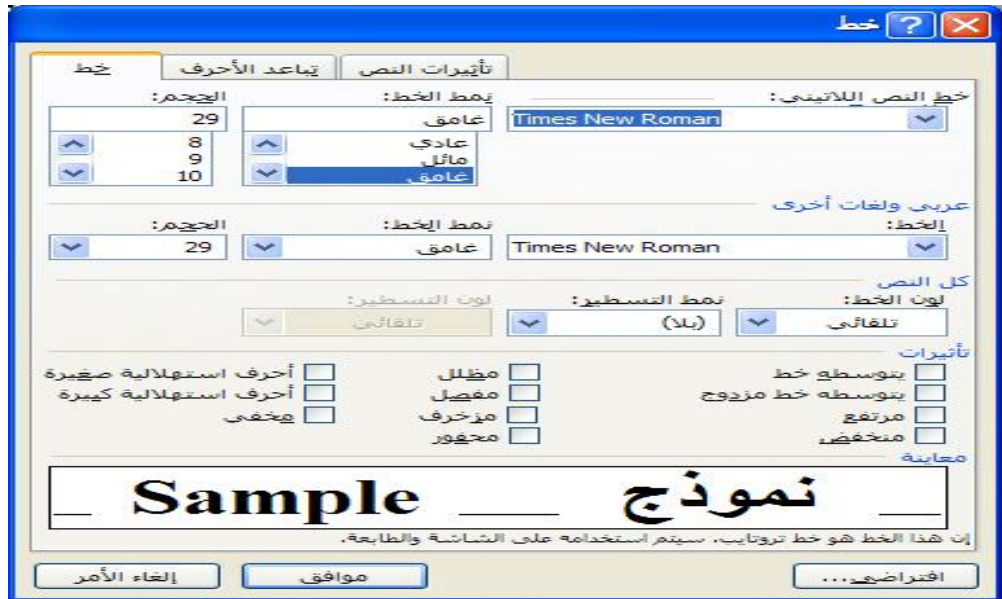 خط
خط	تباعد الأحرف	تأثيرات النص
خط النص اللاتيني:	نمط الخط:	الحجم:
Times New Roman	غامق	29
عادي	8
مائل	9
غامق	10
عربي ولغات أخرى
الخط:	نمط الخط:	الحجم:
Times New Roman	غامق	29
كل النص
لون الخط:	نمط التسطير:	لون التسطير:
تلقائي	(بلا)	تلقائي
تأثيرات
يتوسطه خط	مظلل	أحرف استهلالية صغيرة
يتوسطه خط مزدوج	مفصل	أحرف استهلالية كبيرة
مرتفع	مزخرف	مخفي
منخفض	محفور
معاينة
نموذج	Sample
إن هذا الخط هو خط تروتايب، سيتم استخدامه على الشاشة والطابعة.
افتراضي...	موافق	إلغاء الأمر